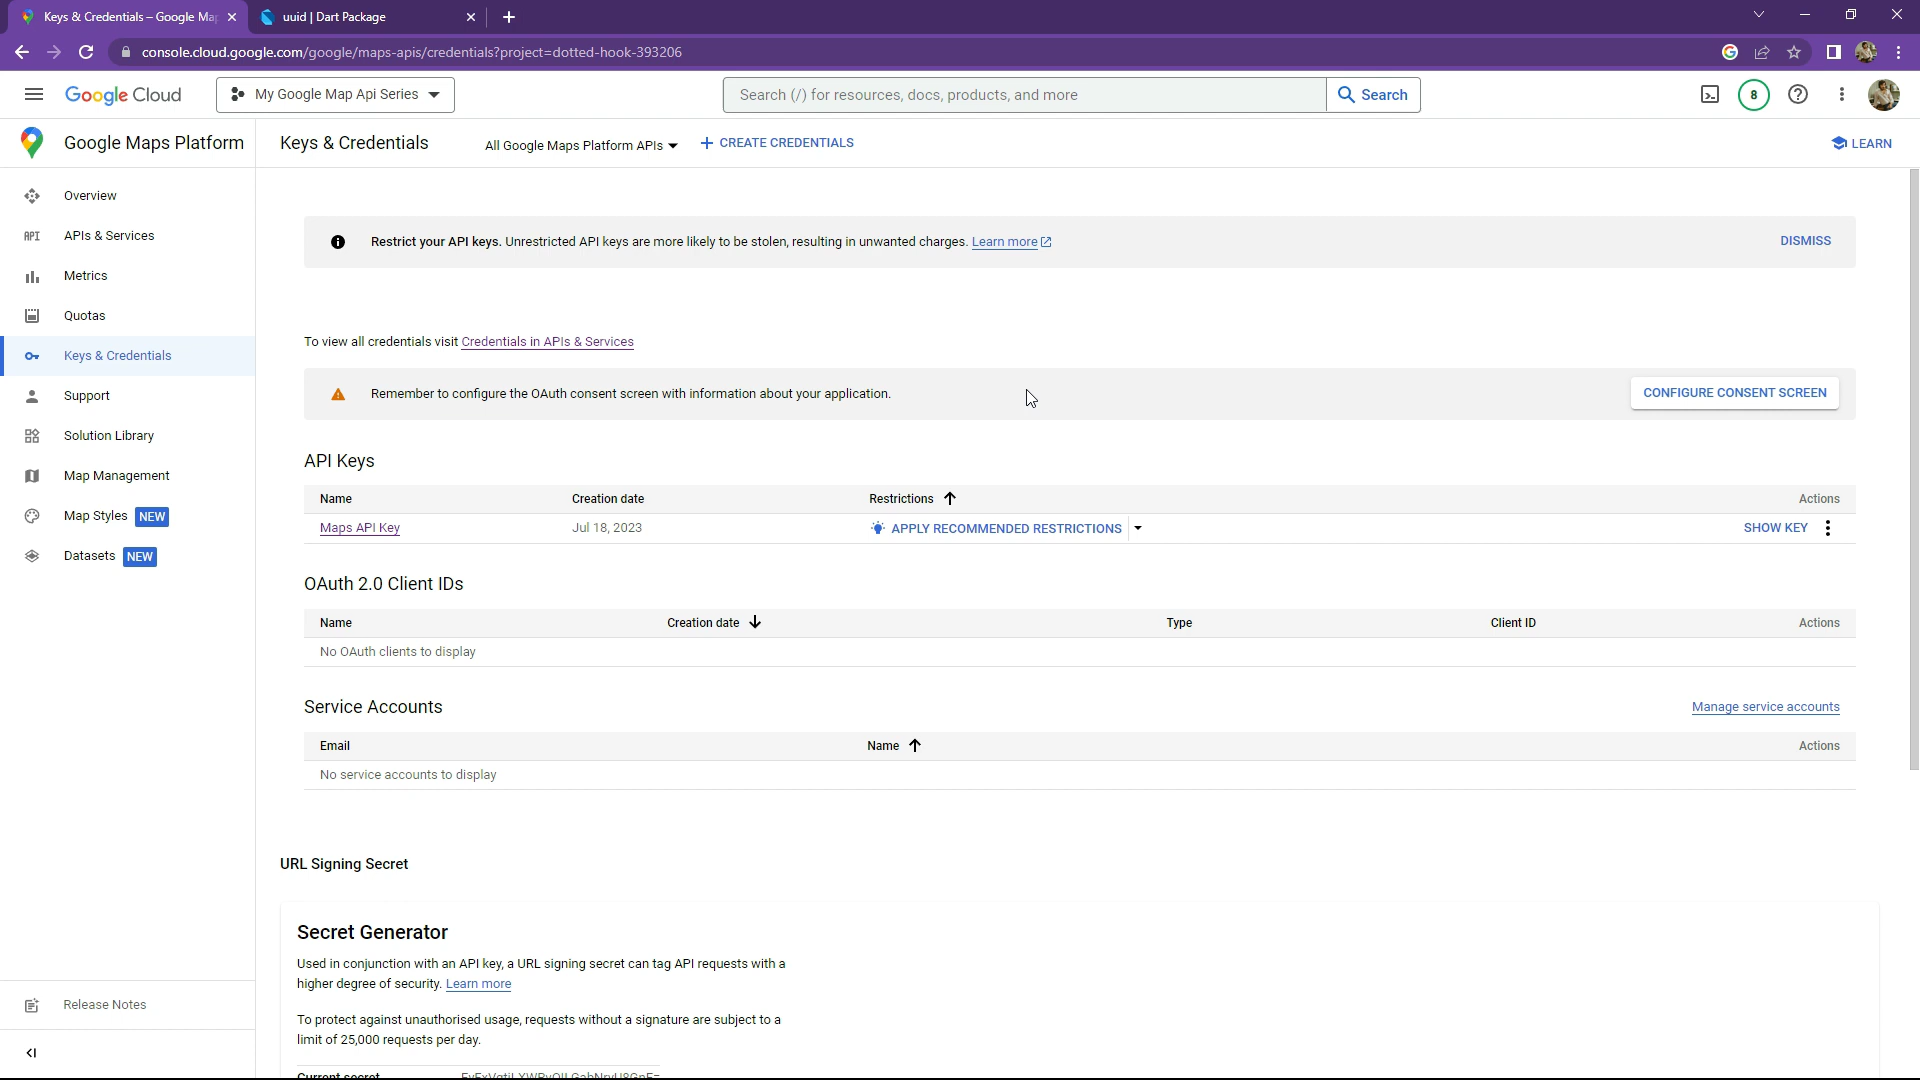 Keys & Credentials – Google Ma
uuid | Dart Package
console.cloud.google.com/google/maps-apis/credentials?project=dotted-hook-393206
Google Cloud
My Google Map Api Series
Search (/) for resources, docs, products, and more
Search
8
Google Maps Platform
Keys & Credentials
All Google Maps Platform APIs
CREATE CREDENTIALS
LEARN
Overview
API
APIs & Services
Metrics
Quotas
Keys & Credentials
Support
Solution Library
Map Management
Map Styles NEW
Datasets NEW
Release Notes
Restrict your API keys. Unrestricted API keys are more likely to be stolen, resulting in unwanted charges. Learn more
DISMISS
To view all credentials visit Credentials in APIs & Services
Remember to configure the OAuth consent screen with information about your application.
CONFIGURE CONSENT SCREEN
API Keys
Name Creation date Restrictions Actions
Maps API Key Jul 18, 2023 APPLY RECOMMENDED RESTRICTIONS SHOW KEY
OAuth 2.0 Client IDs
Name Creation date Type Client ID Actions
No OAuth clients to display
Service Accounts
Manage service accounts
Email Name Actions
No service accounts to display
URL Signing Secret
Secret Generator
Used in conjunction with an API key, a URL signing secret can tag API requests with a
higher degree of security. Learn more
To protect against unauthorised usage, requests without a signature are subject to a
limit of 25,000 requests per day.
Current secret